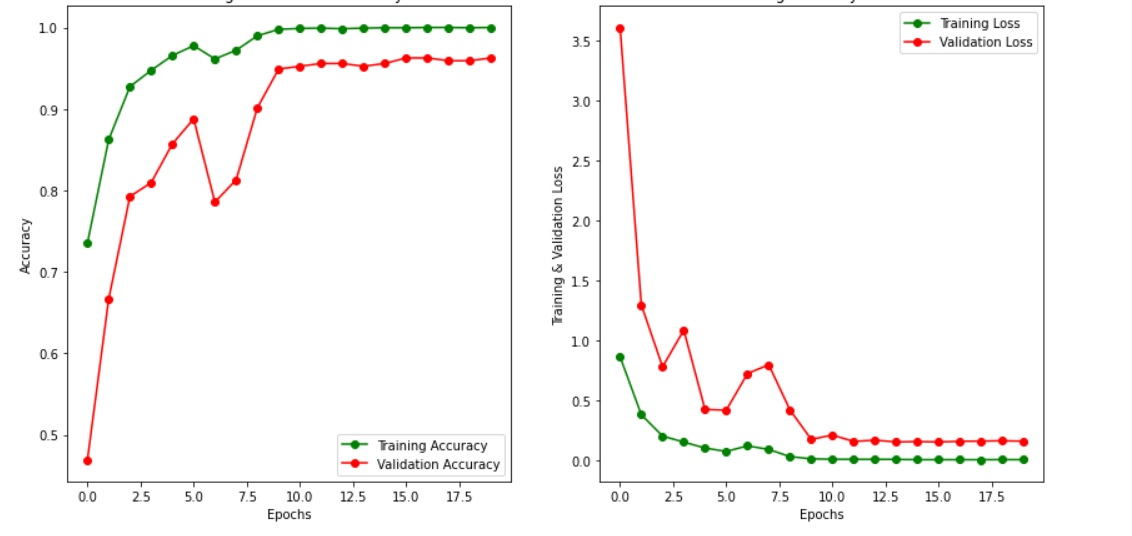 1.0
0.9
0.8
0.7
0.6
0.5
Accuracy
Training Accuracy
Validation Accuracy
0.0 2.5 5.0 7.5 10.0 12.5 15.0 17.5
Epochs
3.5
3.0
2.5
2.0
1.5
1.0
0.5
0.0
Training & Validation Loss
Training Loss
Validation Loss
0.0 2.5 5.0 7.5 10.0 12.5 15.0 17.5
Epochs